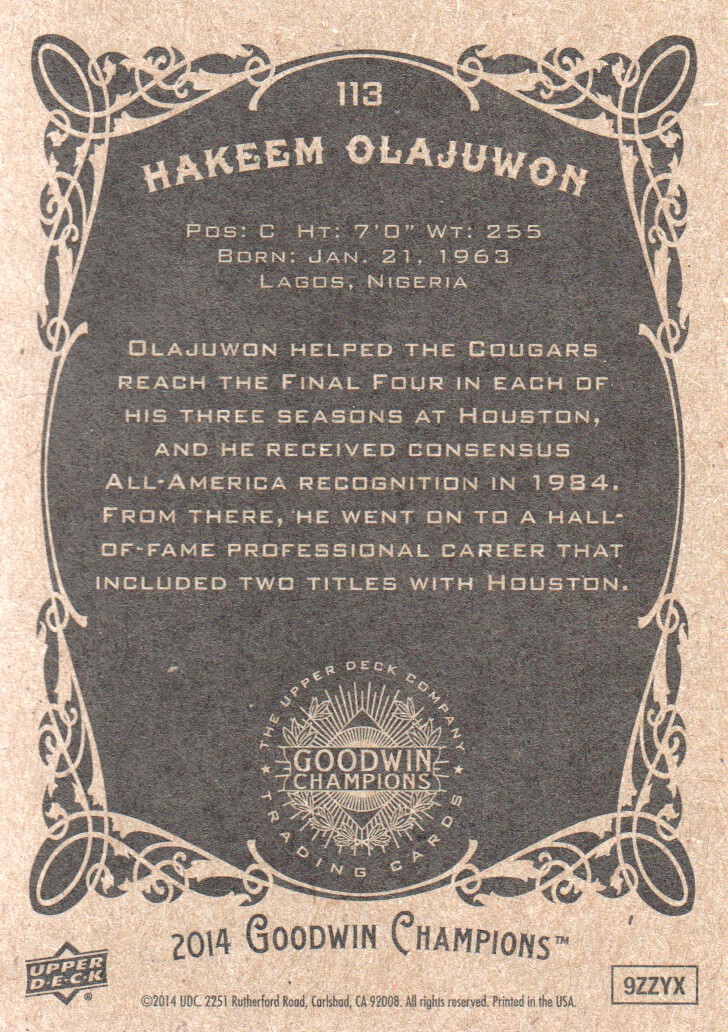 113
HAKEEM OLAJUWON
POS: C HT: 7'0" WT: 255
BORN: JAN. 21, 1963
LAGOS, NIGERIA
OLAJUWON HELPED THE COUGARS
REACH THE FINAL FOUR IN EACH OF
HIS THREE SEASONS AT HOUSTON,
AND HE RECEIVED CONSENSUS
ALL-AMERICA RECOGNITION IN 1984.
FROM THERE, HE WENT ON TO A HALL-
OF-FAME PROFESSIONAL CAREER THAT
INCLUDED TWO TITLES WITH HOUSTON.
THE UPPER DECK COMPANY
GOODWIN
CHAMPIONS
★ TRADING CARDS ★
2014 GOODWIN CHAMPIONS™
UPPER
D·E·C·K®
9ZZYX
©2014 UDC. 2251 Rutherford Road, Carlsbad, CA 92008. All rights reserved. Printed in the USA.